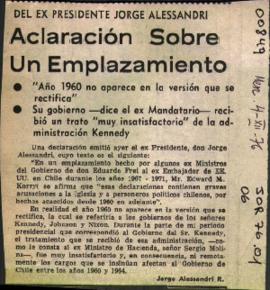 DEL EX PRESIDENTE JORGE ALESSANDRI
Aclaración Sobre
Un Emplazamiento
● "Año 1960 no aparece en la versión que se
rectifica"
● Su gobierno —dice el ex Mandatario— reci-
bió un trato "muy insatisfactorio" de la ad-
ministración Kennedy
Una declaración emitió ayer el ex Presidente, don Jorge
Alessandri, cuyo texto es el siguiente:
"En un emplazamiento hecho por algunos ex Ministros
del Gobierno de don Eduardo Frei al ex Embajador de EE.
UU. en Chile durante los años 1967 - 1971, Mr. Edward M.
Korry se afirma que "esas declaraciones contienen graves
acusaciones a la iglesia y a personeros políticos chilenos, por
hechos acaecidos desde 1960 en adelante".
En realidad el año 1960 no aparece en la versión que se
rectifica, la cual se referiría a los gobiernos de los señores
Kennedy, Johnson y Nixon. Durante la parte de mi período
presidencial que correspondió al Gobierno del Sr. Kennedy,
el tratamiento que se recibió de esa administración, —como
lo consta al ex Ministro de Hacienda, señor Sergio Moli-
na—, fue muy insatisfactorio y, en consecuencia, ni remota-
mente los cargos que se insinúan afectan al Gobierno de
Chile entre los años 1960 y 1964.
Jorge Alessandri R.
00849